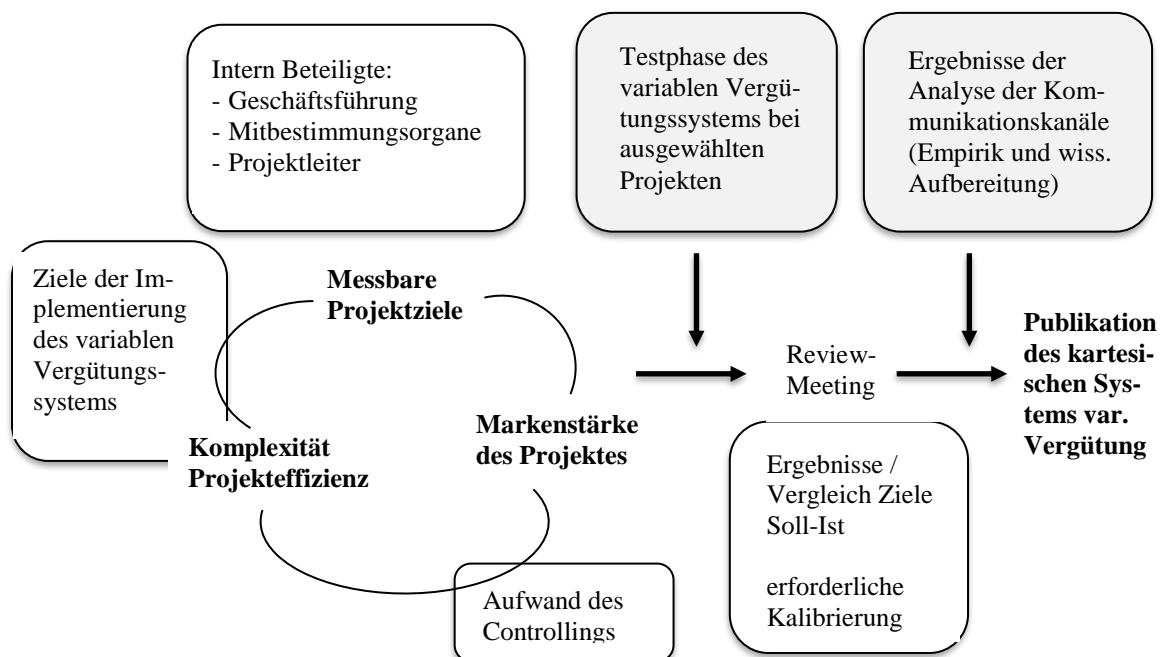 Intern Beteiligte:
- Geschäftsführung
- Mitbestimmungsorgane
- Projektleiter
Testphase des
variablen Vergü-
tungssystems bei
ausgewählten
Projekten
Ergebnisse der
Analyse der Kom-
munikationskanäle
(Empirik und wiss.
Aufbereitung)
Ziele der Im-
plementierung
des variablen
Vergütungs-
systems
Messbare
Projektziele
Komplexität
Projekteffizienz
Markenstärke
des Projektes
Review-
Meeting
Publikation
des kartesi-
schen Sys-
tems var.
Vergütung
Ergebnisse /
Vergleich Ziele
Soll-Ist
erforderliche
Kalibrierung
Aufwand des
Controllings